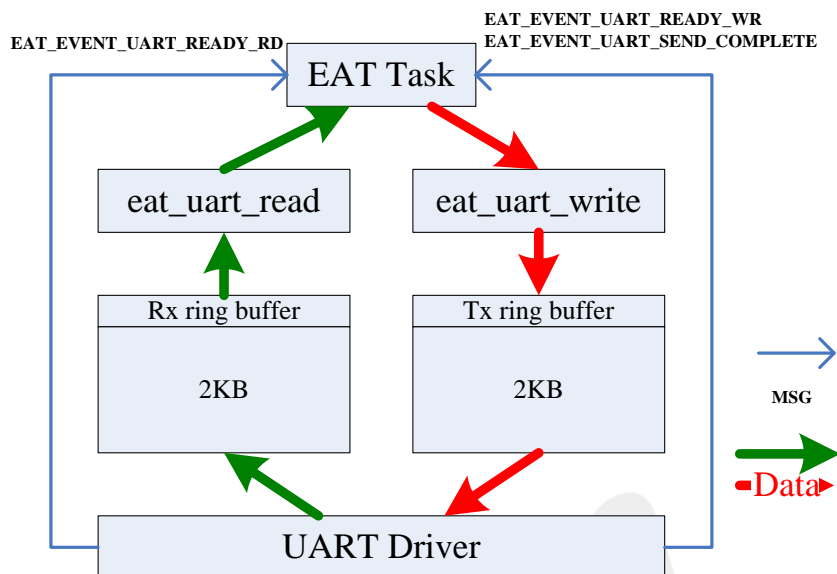 EAT_EVENT_UART_READY_WR
EAT_EVENT_UART_READY_RD
EAT_EVENT_UART_SEND_COMPLETE
EAT Task
eat_uart_read
eat_uart_write
Rx ring buffer
Tx ring buffer
2KB
2KB
MSG
Data
UART Driver